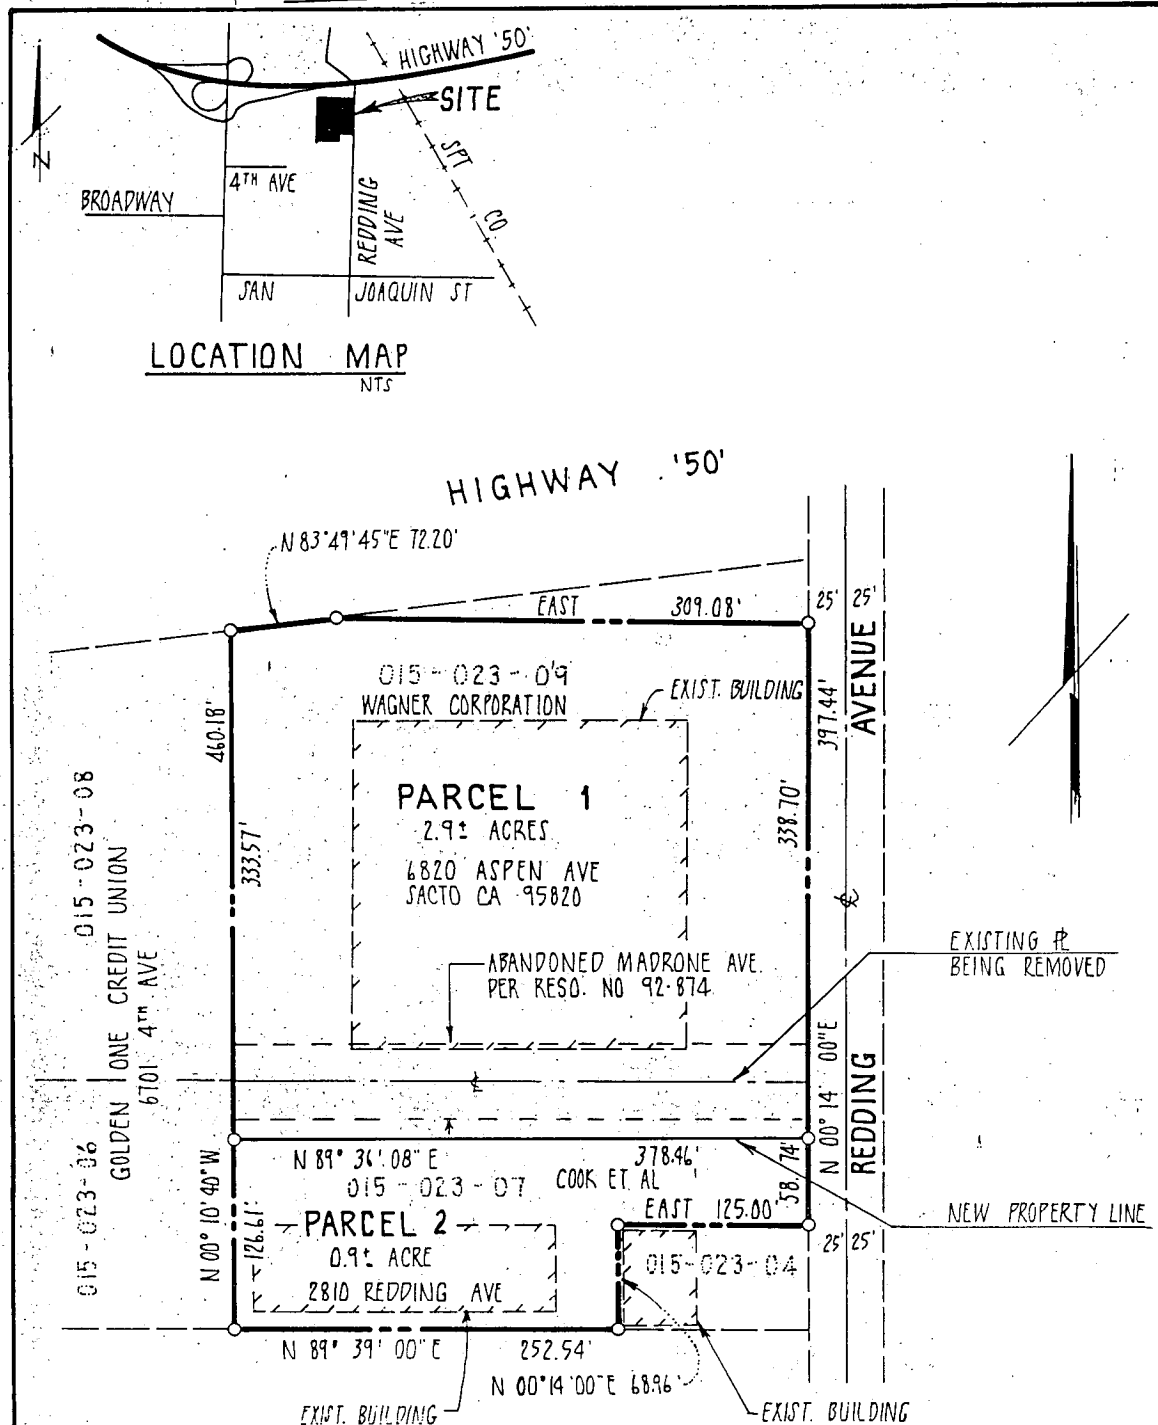 HIGHWAY '50'
SITE
N
4TH AVE
BROADWAY
REDDING
AVE
SPT
CO.
SAN
JOAQUIN ST
LOCATION MAP
NTS
HIGHWAY '50'
N 83°49'45"E 72.20'
EAST 309.08'
25' 25'
015-023-09
WAGNER CORPORATION
EXIST. BUILDING
460.18'
333.57'
397.44'
338.70'
AVENUE
PARCEL 1
2.9± ACRES
6820 ASPEN AVE
SACTO CA 95820
015-023-08
GOLDEN ONE CREDIT UNION
6701 4TH AVE
015-023-06
ABANDONED MADRONE AVE.
PER RESO. NO 92-874
EXISTING PL
BEING REMOVED
N 00° 14' 00"E
REDDING
N 89° 36' 08" E 378.46'
58.74'
015-023-07
COOK ET AL
EAST 125.00'
NEW PROPERTY LINE
25' 25'
N 00° 10' 40" W
126.61'
PARCEL 2
0.9± ACRE
2810 REDDING AVE
015-023-04
N 89° 39' 00" E 252.54'
N 00°14'00"E 68.96'
EXIST. BUILDING
EXIST. BUILDING